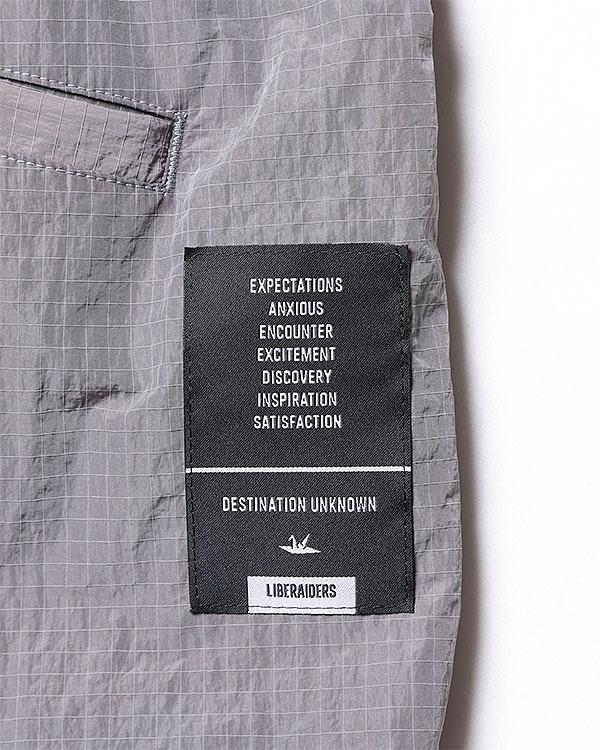 EXPECTATIONS
ANXIOUS
ENCOUNTER
EXCITEMENT
DISCOVERY
INSPIRATION
SATISFACTION
DESTINATION UNKNOWN
LIBERAIDERS